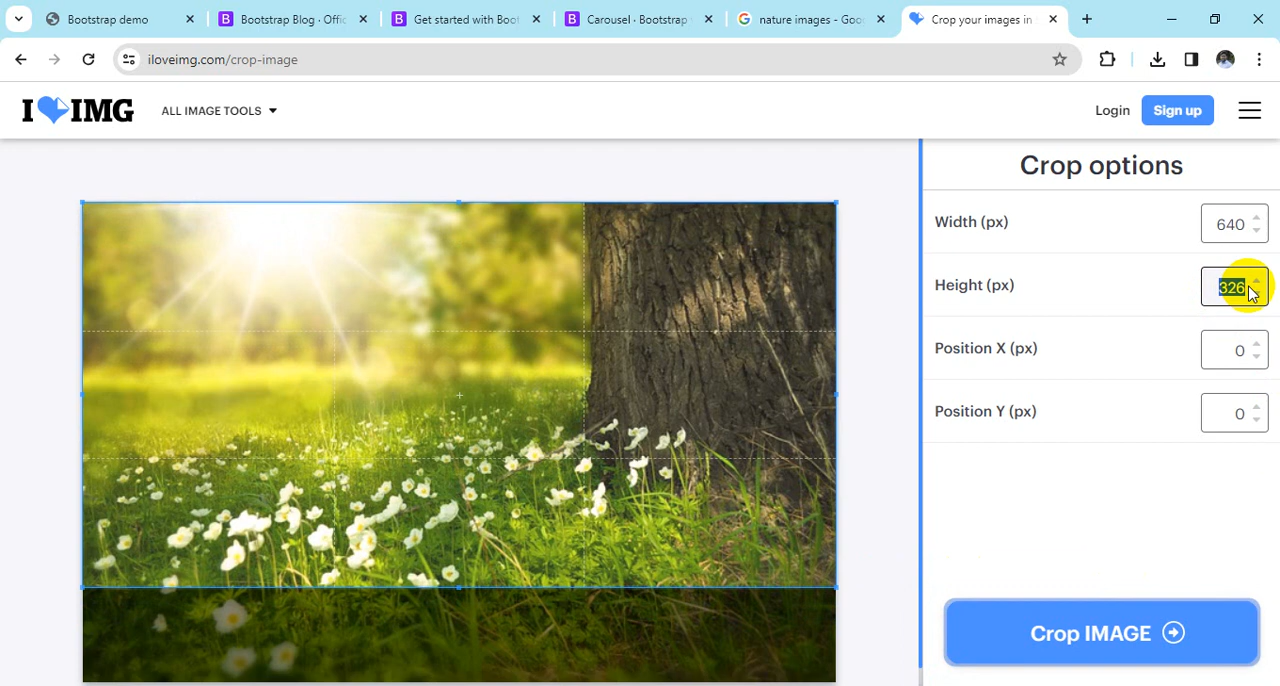 Bootstrap demo
Bootstrap Blog · Offic
Get started with Boot
Carousel · Bootstrap
nature images - Goo
Crop your images in
iloveimg.com/crop-image
I IMG
ALL IMAGE TOOLS
Login
Sign up
Crop options
Width (px)
640
Height (px)
326
Position X (px)
0
Position Y (px)
0
Crop IMAGE